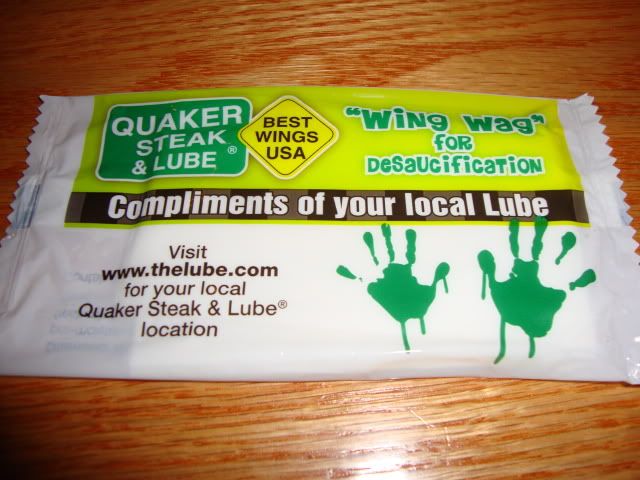 QUAKER
STEAK
& LUBE®
BEST
WINGS
USA
"Wing Wag"
FOR
DESAUCIFICATION
Compliments of your local Lube
Visit
www.thelube.com
for your local
Quaker Steak & Lube®
location